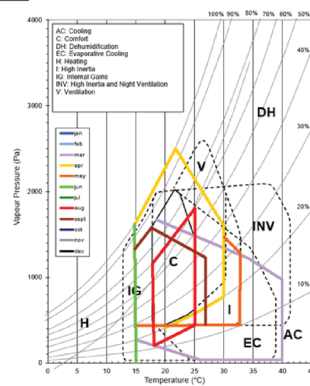 100% 90% 80% 70% 60% 50%
AC: Cooling
C: Comfort
DH: Dehumidification
EC: Evaporative Cooling
H: Heating
I: High Inertia
IG: Internal Gains
INV: High Inertia and Night Ventilation
V: Ventilation
4000
40%
DH
3000
30%
jan
feb
mar
apr
may
jun
jul
aug
sept
oct
nov
dec
V
Vapour Pressure (Pa)
2000
20%
INV
C
1000
10%
IG
I
H
EC
AC
0
0 5 10 15 20 25 30 35 40
Temperature (°C)